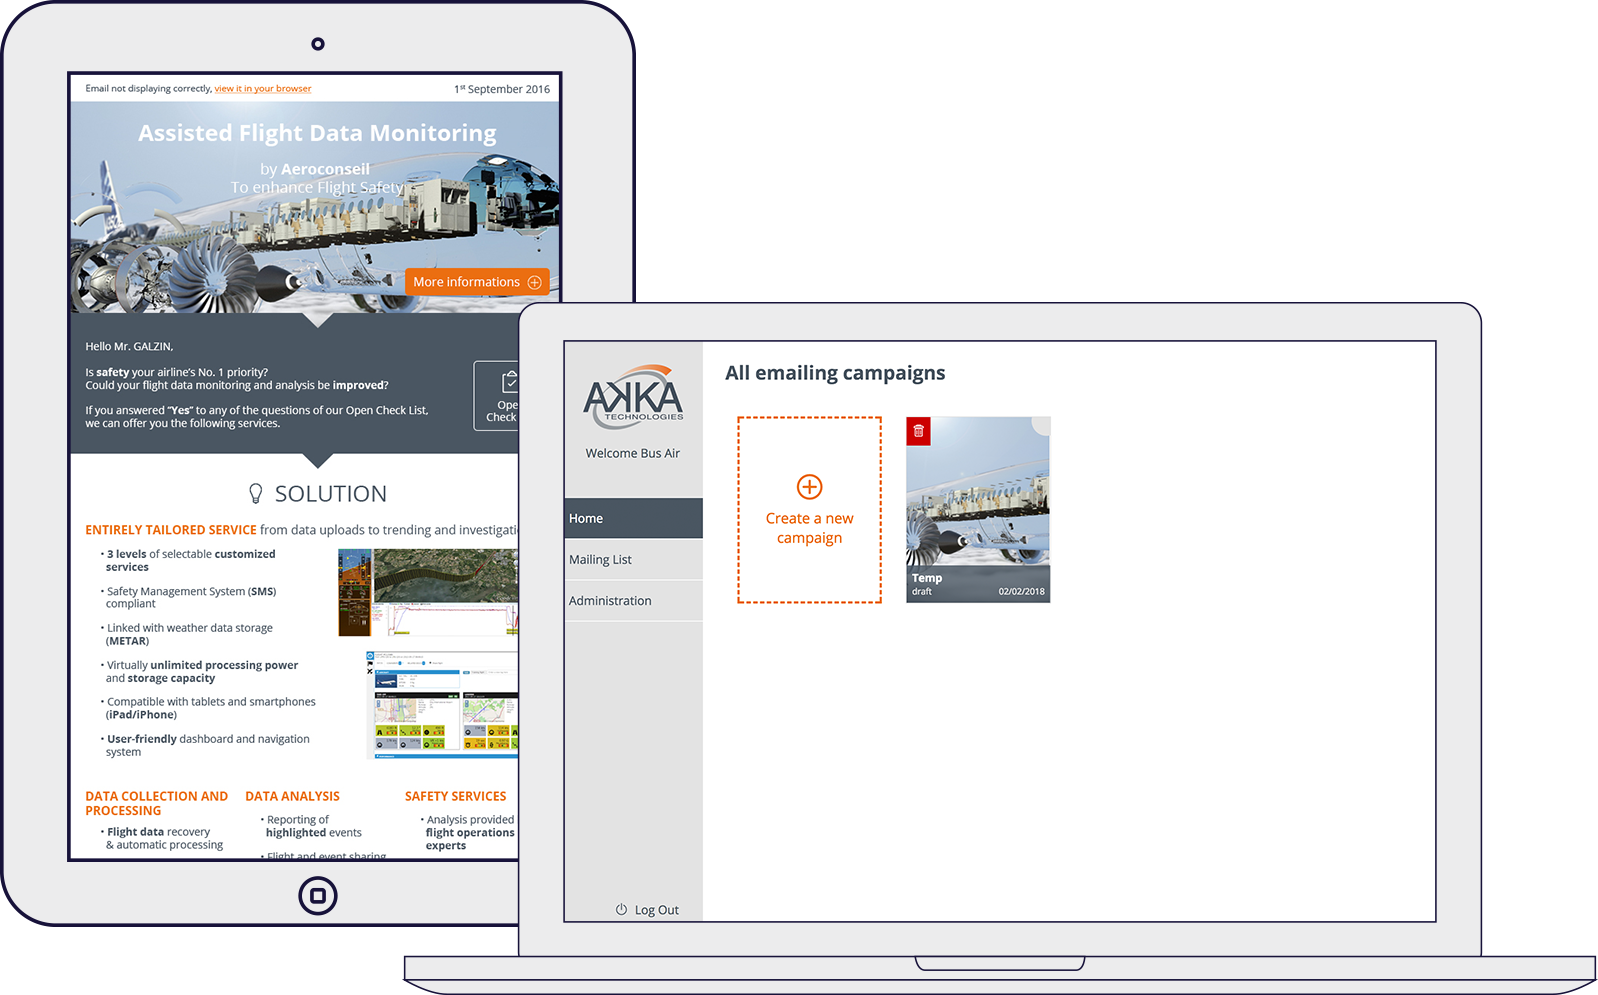 Email not displaying correctly, view it in your browser
1st September 2016
Assisted Flight Data Monitoring
by Aeroconseil
To enhance Flight Safety
More informations
Hello Mr. GALZIN,
Is safety your airline's No. 1 priority?
Could your flight data monitoring and analysis be improved?
If you answered “Yes” to any of the questions of our Open Check List,
we can offer you the following services.
Ope
Check
SOLUTION
ENTIRELY TAILORED SERVICE from data uploads to trending and investigati
• 3 levels of selectable customized
services
• Safety Management System (SMS)
compliant
• Linked with weather data storage
(METAR)
• Virtually unlimited processing power
and storage capacity
• Compatible with tablets and smartphones
(iPad/iPhone)
• User-friendly dashboard and navigation
system
DATA COLLECTION AND
PROCESSING
• Flight data recovery
& automatic processing
DATA ANALYSIS
• Reporting of
highlighted events
• Flight and event sharing
SAFETY SERVICES
• Analysis provided
flight operations
experts
AKKA
TECHNOLOGIES
Welcome Bus Air
Home
Mailing List
Administration
Log Out
All emailing campaigns
Create a new
campaign
Temp
draft
02/02/2018